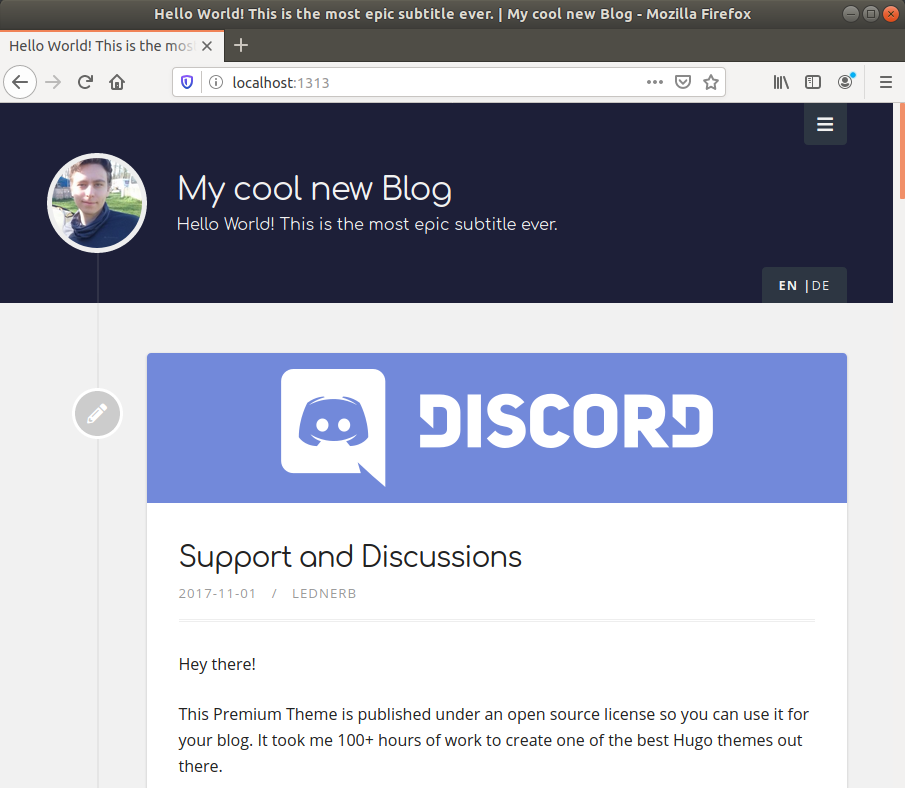 Hello World! This is the most epic subtitle ever. | My cool new Blog - Mozilla Firefox
Hello World! This is the mos
localhost:1313
My cool new Blog
Hello World! This is the most epic subtitle ever.
EN |DE
DISCORD
Support and Discussions
2017-11-01 / LEDNERB
Hey there!
This Premium Theme is published under an open source license so you can use it for
your blog. It took me 100+ hours of work to create one of the best Hugo themes out
there.